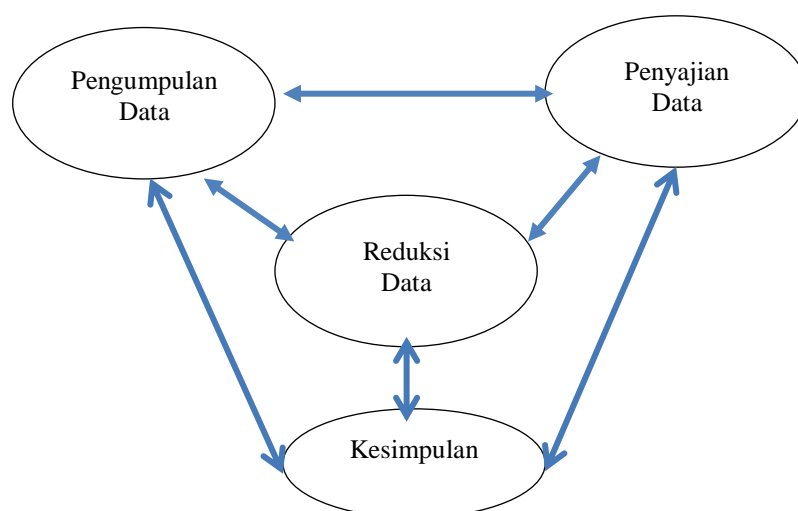 Pengumpulan
Data
Penyajian
Data
Reduksi
Data
Kesimpulan